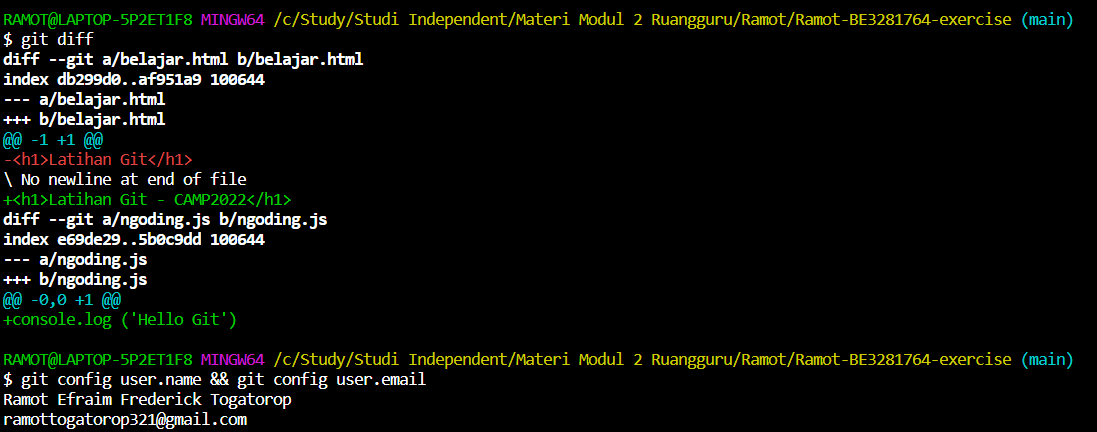 RAMOT@LAPTOP-5P2ET1F8 MINGW64 /c/Study/Studi Independent/Materi Modul 2 Ruangguru/Ramot/Ramot-BE3281764-exercise (main)
$ git diff
diff --git a/belajar.html b/belajar.html
index db299d0..af951a9 100644
--- a/belajar.html
+++ b/belajar.html
@@ -1 +1 @@
-<h1>Latihan Git</h1>
\ No newline at end of file
+<h1>Latihan Git - CAMP2022</h1>
diff --git a/ngoding.js b/ngoding.js
index e69de29..5b0c9dd 100644
--- a/ngoding.js
+++ b/ngoding.js
@@ -0,0 +1 @@
+console.log ('Hello Git')
RAMOT@LAPTOP-5P2ET1F8 MINGW64 /c/Study/Studi Independent/Materi Modul 2 Ruangguru/Ramot/Ramot-BE3281764-exercise (main)
$ git config user.name && git config user.email
Ramot Efraim Frederick Togatorop
ramottogatorop321@gmail.com